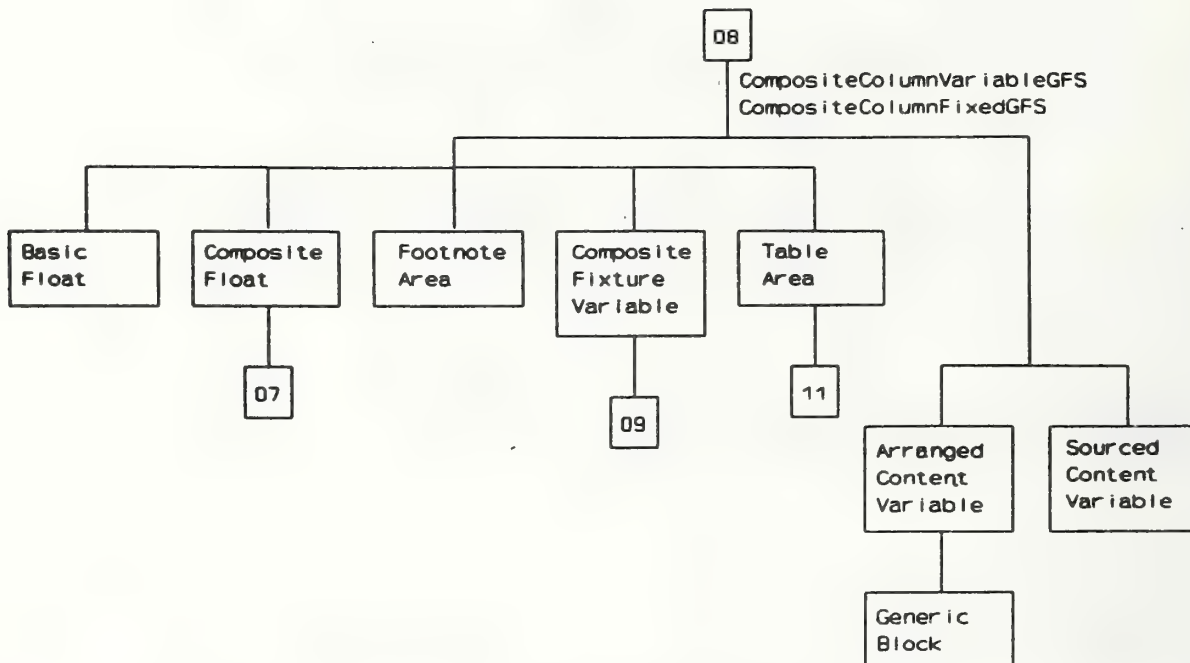 08
CompositeColumnVariableGFS
CompositeColumnFixedGFS
Basic
Float
Composite
Float
Footnote
Area
Composite
Fixture
Variable
Table
Area
07
09
11
Arranged
Content
Variable
Sourced
Content
Variable
Generic
Block